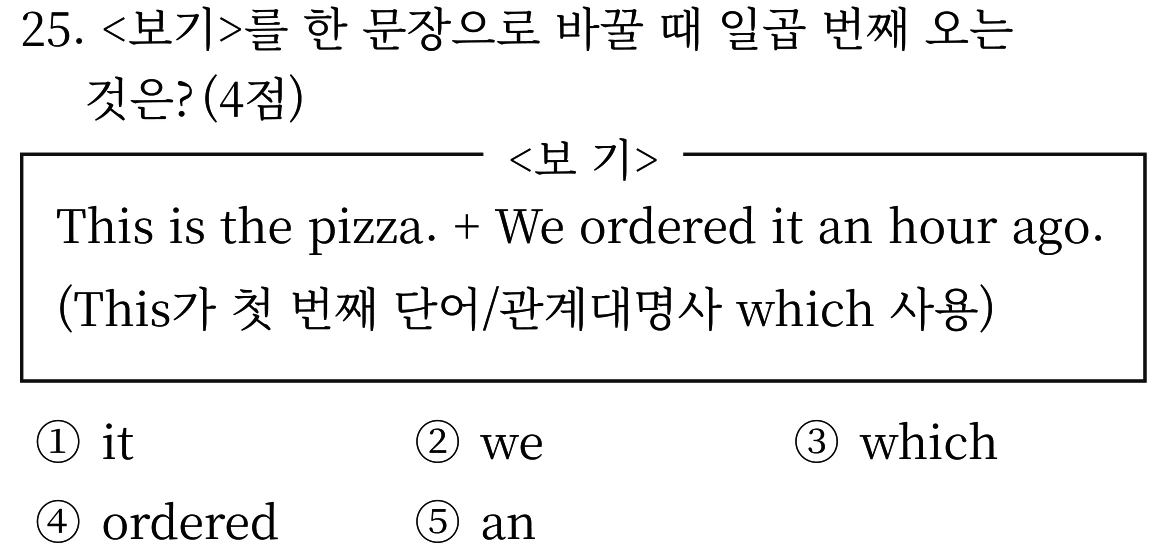 25. <보기>를 한 문장으로 바꿀 때 일곱 번째 오는
것은?(4점)
<보 기>
This is the pizza. + We ordered it an hour ago.
(This가 첫 번째 단어/관계대명사 which 사용)
① it ② we ③ which
④ ordered ⑤ an